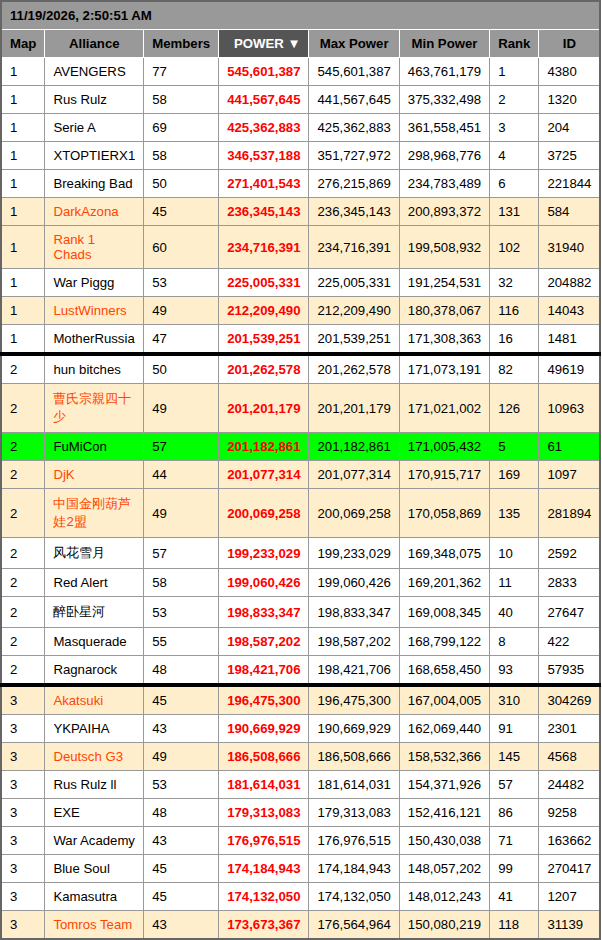 11/19/2026, 2:50:51 AM
Map Alliance Members POWER ▼ Max Power Min Power Rank ID
1 AVENGERS 77 545,601,387 545,601,387 463,761,179 1 4380
1 Rus Rulz 58 441,567,645 441,567,645 375,332,498 2 1320
1 Serie A 69 425,362,883 425,362,883 361,558,451 3 204
1 XTOPTIERX1 58 346,537,188 351,727,972 298,968,776 4 3725
1 Breaking Bad 50 271,401,543 276,215,869 234,783,489 6 221844
1 DarkAzona 45 236,345,143 236,345,143 200,893,372 131 584
1 Rank 1 Chads 60 234,716,391 234,716,391 199,508,932 102 31940
1 War Piggg 53 225,005,331 225,005,331 191,254,531 32 204882
1 LustWinners 49 212,209,490 212,209,490 180,378,067 116 14043
1 MotherRussia 47 201,539,251 201,539,251 171,308,363 16 1481
2 hun bitches 50 201,262,578 201,262,578 171,073,191 82 49619
2 曹氏宗親四十少 49 201,201,179 201,201,179 171,021,002 126 10963
2 FuMiCon 57 201,182,861 201,182,861 171,005,432 5 61
2 DjK 44 201,077,314 201,077,314 170,915,717 169 1097
2 中国金刚葫芦娃2盟 49 200,069,258 200,069,258 170,058,869 135 281894
2 风花雪月 57 199,233,029 199,233,029 169,348,075 10 2592
2 Red Alert 58 199,060,426 199,060,426 169,201,362 11 2833
2 醉卧星河 53 198,833,347 198,833,347 169,008,345 40 27647
2 Masquerade 55 198,587,202 198,587,202 168,799,122 8 422
2 Ragnarock 48 198,421,706 198,421,706 168,658,450 93 57935
3 Akatsuki 45 196,475,300 196,475,300 167,004,005 310 304269
3 YKPAIHA 43 190,669,929 190,669,929 162,069,440 91 2301
3 Deutsch G3 49 186,508,666 186,508,666 158,532,366 145 4568
3 Rus Rulz ll 53 181,614,031 181,614,031 154,371,926 57 24482
3 EXE 48 179,313,083 179,313,083 152,416,121 86 9258
3 War Academy 43 176,976,515 176,976,515 150,430,038 71 163662
3 Blue Soul 45 174,184,943 174,184,943 148,057,202 99 270417
3 Kamasutra 45 174,132,050 174,132,050 148,012,243 41 1207
3 Tomros Team 43 173,673,367 176,564,964 150,080,219 118 31139